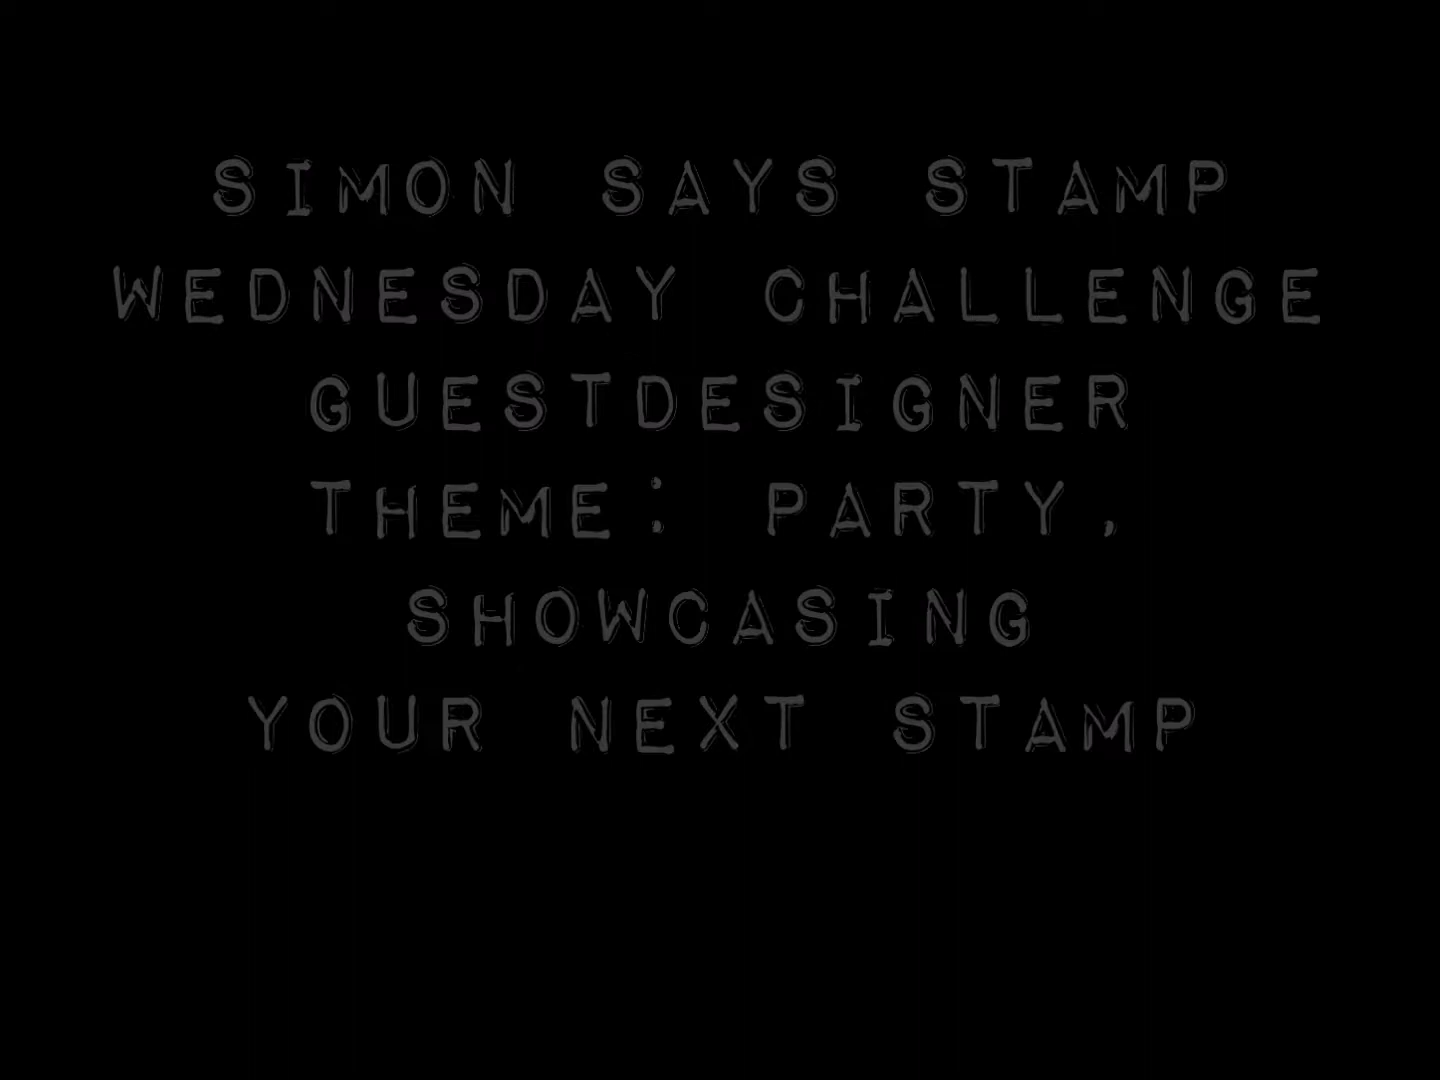 SIMON SAYS STAMP
WEDNESDAY CHALLENGE
GUESTDESIGNER
THEME: PARTY,
SHOWCASING
YOUR NEXT STAMP